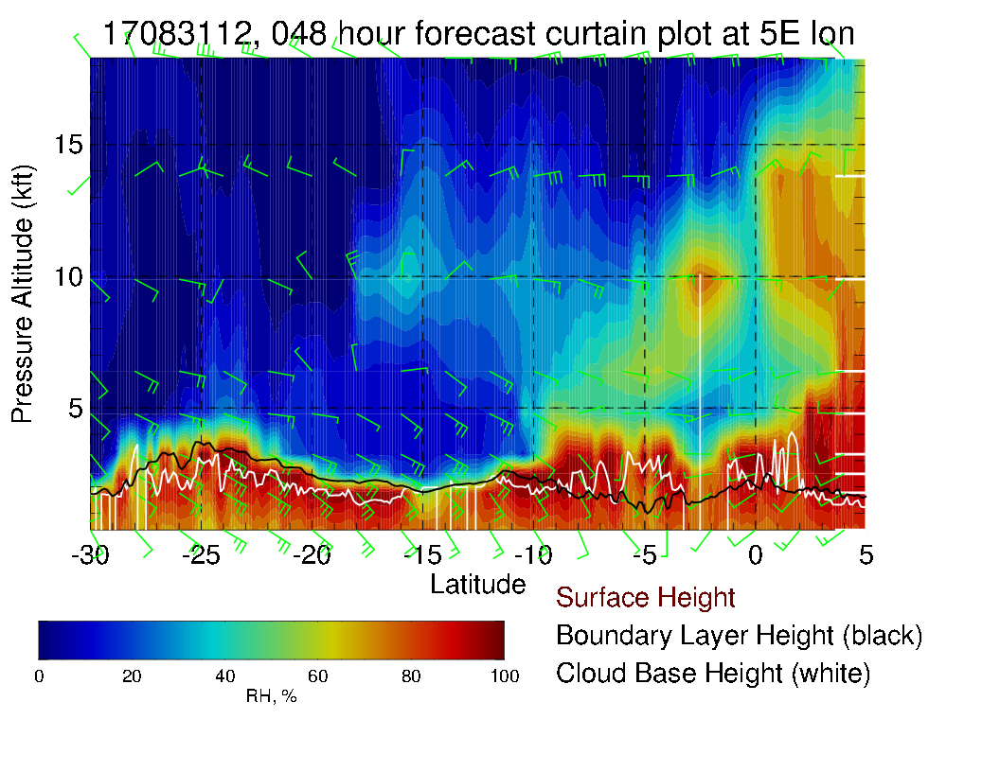 17083112, 048 hour forecast curtain plot at 5E lon
Pressure Altitude (kft)
15
10
5
-30 -25 -20 -15 -10 -5 0 5
Latitude
Surface Height
Boundary Layer Height (black)
Cloud Base Height (white)
0 20 40 60 80 100
RH, %